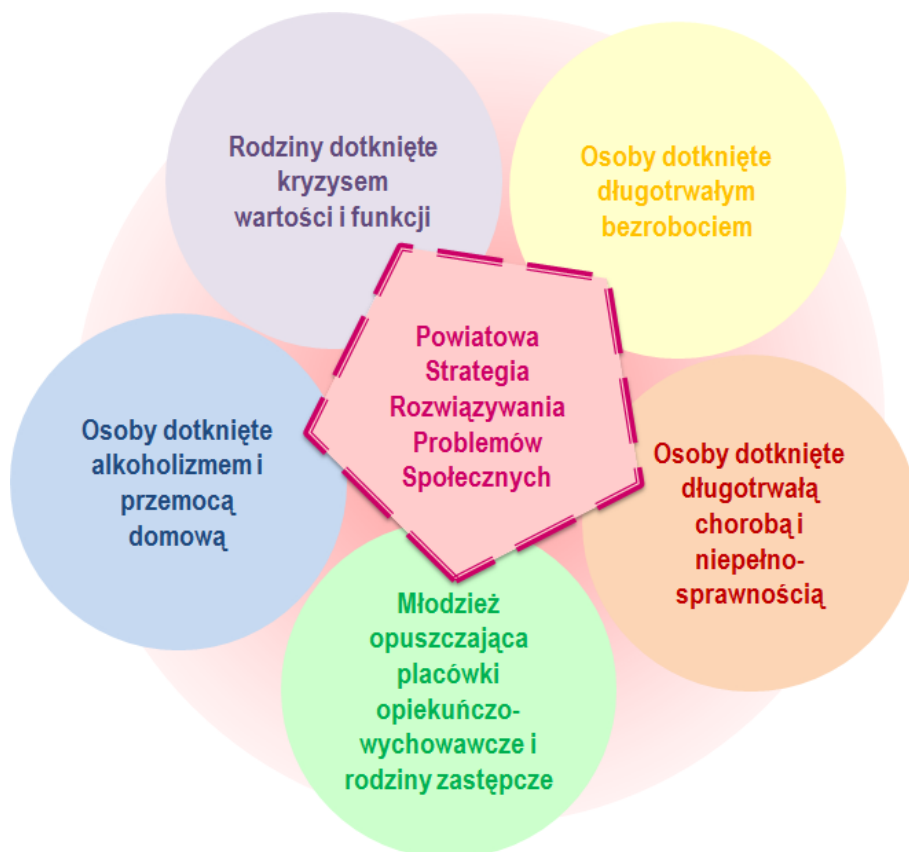 Rodziny dotknięte
kryzysem
wartości i funkcji
Osoby dotknięte
długotrwałym
bezrobociem
Powiatowa
Strategia
Rozwiązywania
Problemów
Społecznych
Osoby dotknięte
alkoholizmem i
przemocą
domową
Osoby dotknięte
długotrwałą
chorobą i
niepełno-
sprawnością
Młodzież
opuszczająca
placówki
opiekuńczo-
wychowawcze i
rodziny zastępcze